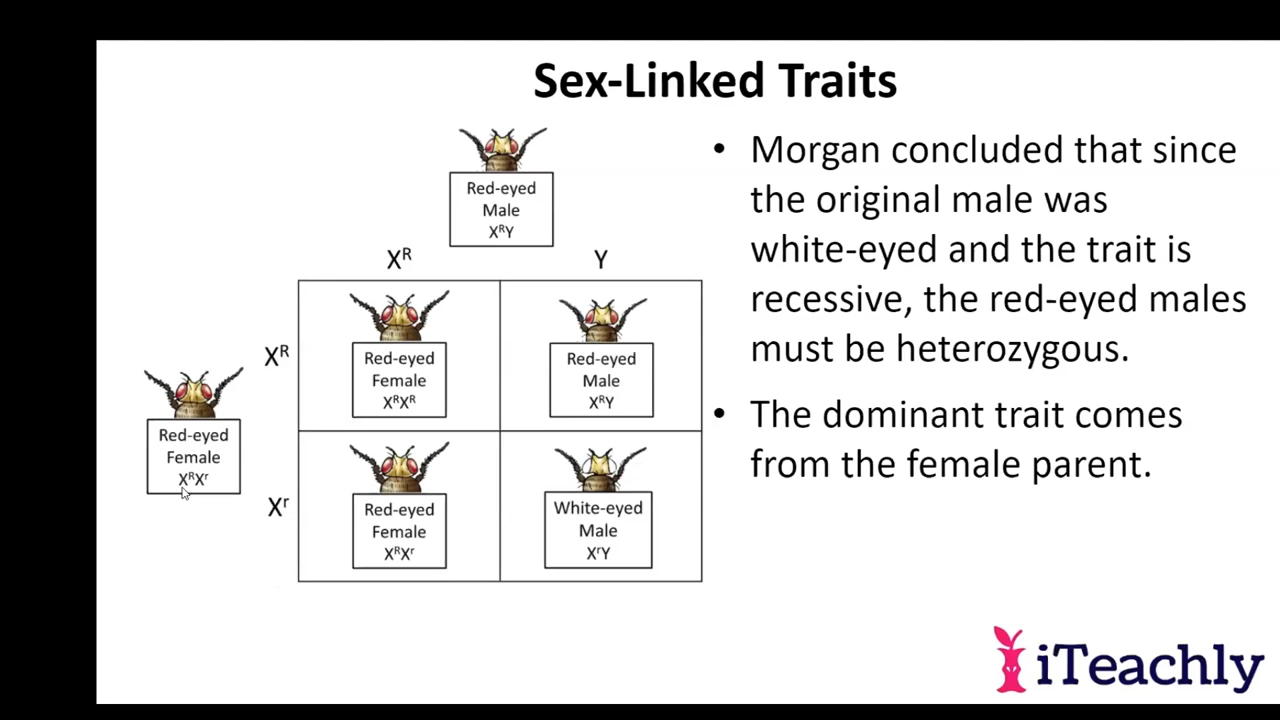 Sex-Linked Traits
Red-eyed
Male
XᴿY
Xᴿ
Y
Xᴿ
Red-eyed
Female
XᴿXᴿ
Red-eyed
Male
XᴿY
Red-eyed
Female
XᴿXʳ
Xʳ
Red-eyed
Female
XᴿXʳ
White-eyed
Male
XʳY
• Morgan concluded that since
the original male was
white-eyed and the trait is
recessive, the red-eyed males
must be heterozygous.
• The dominant trait comes
from the female parent.
iTeachly